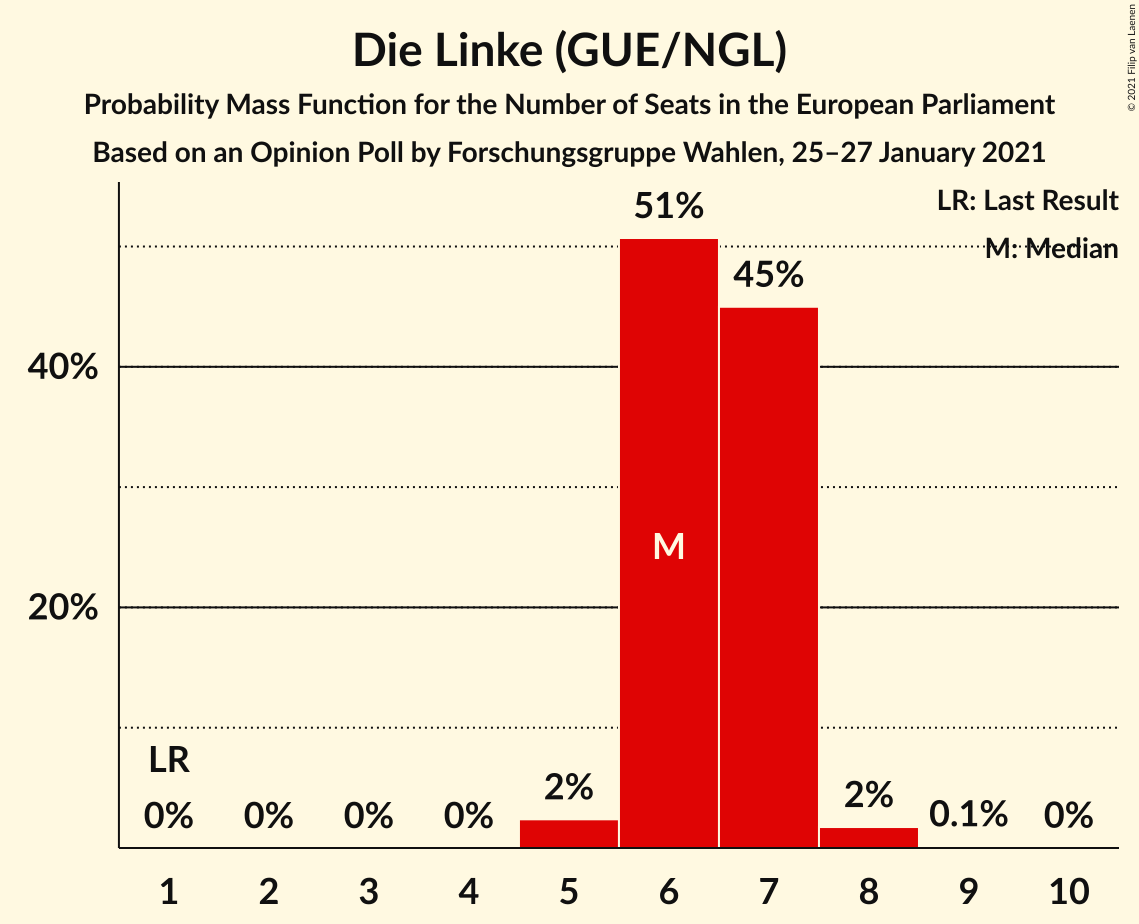 Die Linke (GUE/NGL)
Probability Mass Function for the Number of Seats in the European Parliament
Based on an Opinion Poll by Forschungsgruppe Wahlen, 25–27 January 2021
© 2021 Filip van Laenen
LR: Last Result
M: Median
51%
45%
40%
M
20%
LR
0%
0%
0%
0%
2%
2%
0.1%
0%
1
2
3
4
5
6
7
8
9
10